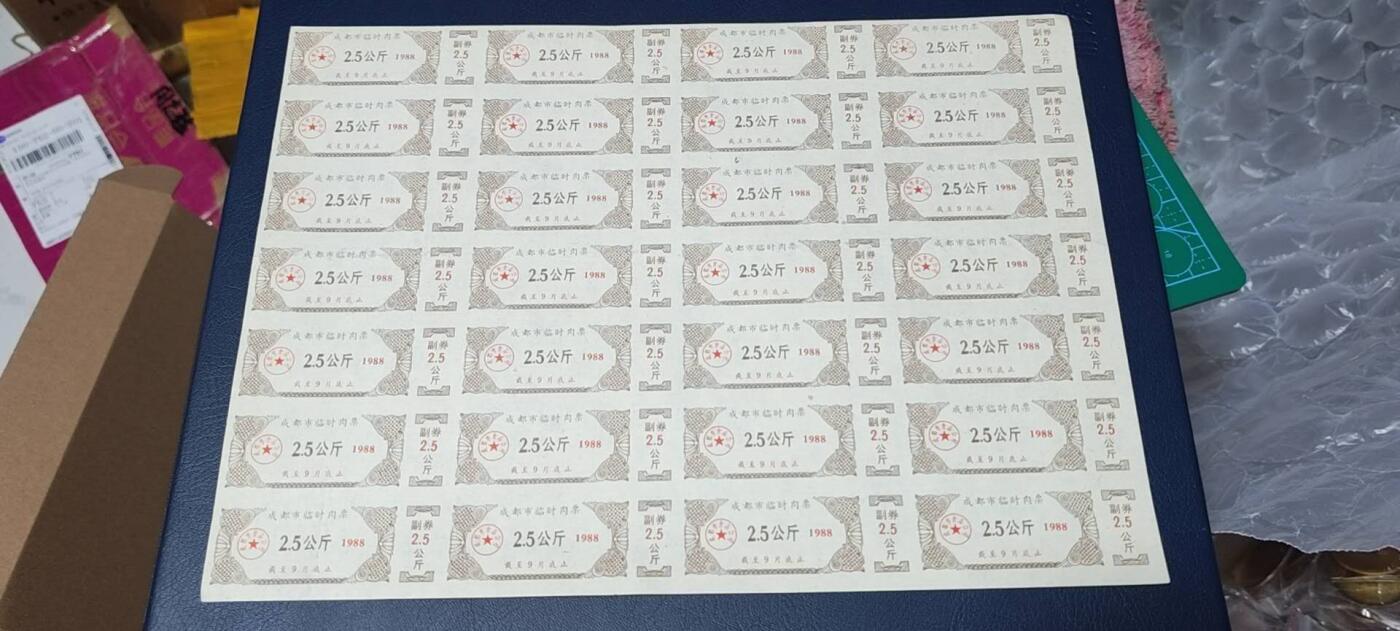 成都市临时肉票 副券 成都市临时肉票 副券 成都市临时肉票 副券 成都市临时肉票 副券
2.5公斤 1988 2.5 2.5公斤 1988 2.5 2.5公斤 1988 2.5 2.5公斤 1988 2.5
截至9月底止 公斤 截至9月底止 公斤 截至9月底止 公斤 截至9月底止 公斤
成都市临时肉票 副券 成都市临时肉票 副券 成都市临时肉票 副券 成都市临时肉票 副券
2.5公斤 1988 2.5 2.5公斤 1988 2.5 2.5公斤 1988 2.5 2.5公斤 1988 2.5
截至9月底止 公斤 截至9月底止 公斤 截至9月底止 公斤 截至9月底止 公斤
成都市临时肉票 副券 成都市临时肉票 副券 成都市临时肉票 副券 成都市临时肉票 副券
2.5公斤 1988 2.5 2.5公斤 1988 2.5 2.5公斤 1988 2.5 2.5公斤 1988 2.5
截至9月底止 公斤 截至9月底止 公斤 截至9月底止 公斤 截至9月底止 公斤
成都市临时肉票 副券 成都市临时肉票 副券 成都市临时肉票 副券 成都市临时肉票 副券
2.5公斤 1988 2.5 2.5公斤 1988 2.5 2.5公斤 1988 2.5 2.5公斤 1988 2.5
截至9月底止 公斤 截至9月底止 公斤 截至9月底止 公斤 截至9月底止 公斤
成都市临时肉票 副券 成都市临时肉票 副券 成都市临时肉票 副券 成都市临时肉票 副券
2.5公斤 1988 2.5 2.5公斤 1988 2.5 2.5公斤 1988 2.5 2.5公斤 1988 2.5
截至9月底止 公斤 截至9月底止 公斤 截至9月底止 公斤 截至9月底止 公斤
成都市临时肉票 副券 成都市临时肉票 副券 成都市临时肉票 副券 成都市临时肉票 副券
2.5公斤 1988 2.5 2.5公斤 1988 2.5 2.5公斤 1988 2.5 2.5公斤 1988 2.5
截至9月底止 公斤 截至9月底止 公斤 截至9月底止 公斤 截至9月底止 公斤
成都市临时肉票 副券 成都市临时肉票 副券 成都市临时肉票 副券 成都市临时肉票 副券
2.5公斤 1988 2.5 2.5公斤 1988 2.5 2.5公斤 1988 2.5 2.5公斤 1988 2.5
截至9月底止 公斤 截至9月底止 公斤 截至9月底止 公斤 截至9月底止 公斤